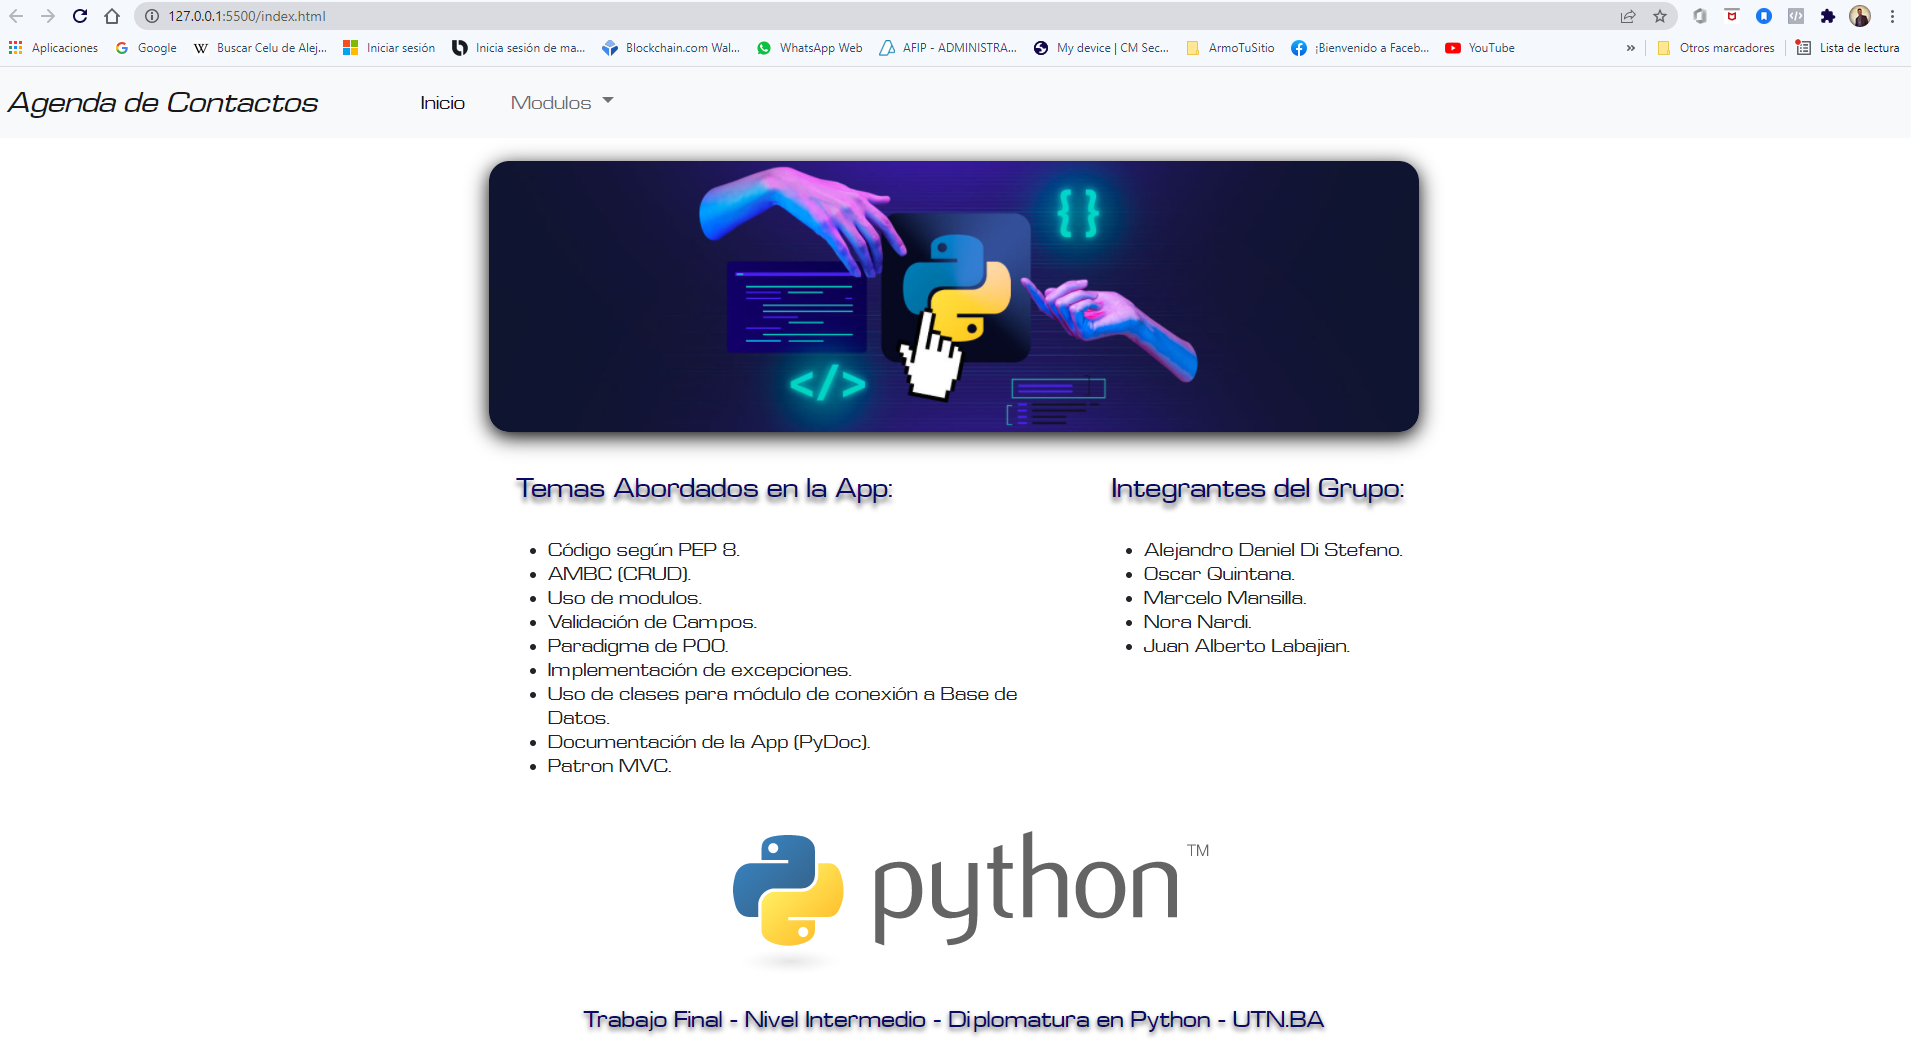 127.0.0.1:5500/index.html
Aplicaciones Google Buscar Celu de Alej... Iniciar sesión Inicia sesión de ma... Blockchain.com Wal... WhatsApp Web AFIP - ADMINISTRA... My device | CM Sec... ArmoTuSitio ¡Bienvenido a Faceb... YouTube » Otros marcadores Lista de lectura
Agenda de Contactos Inicio Modulos
{ }
</>
Temas Abordados en la App:
Código según PEP 8.
AMBC (CRUD).
Uso de modulos.
Validación de Campos.
Paradigma de POO.
Implementación de excepciones.
Uso de clases para módulo de conexión a Base de
Datos.
Documentación de la App (PyDoc).
Patron MVC.
Integrantes del Grupo:
Alejandro Daniel Di Stefano.
Oscar Quintana.
Marcelo Mansilla.
Nora Nardi.
Juan Alberto Labajian.
python TM
Trabajo Final - Nivel Intermedio - Diplomatura en Python - UTN.BA